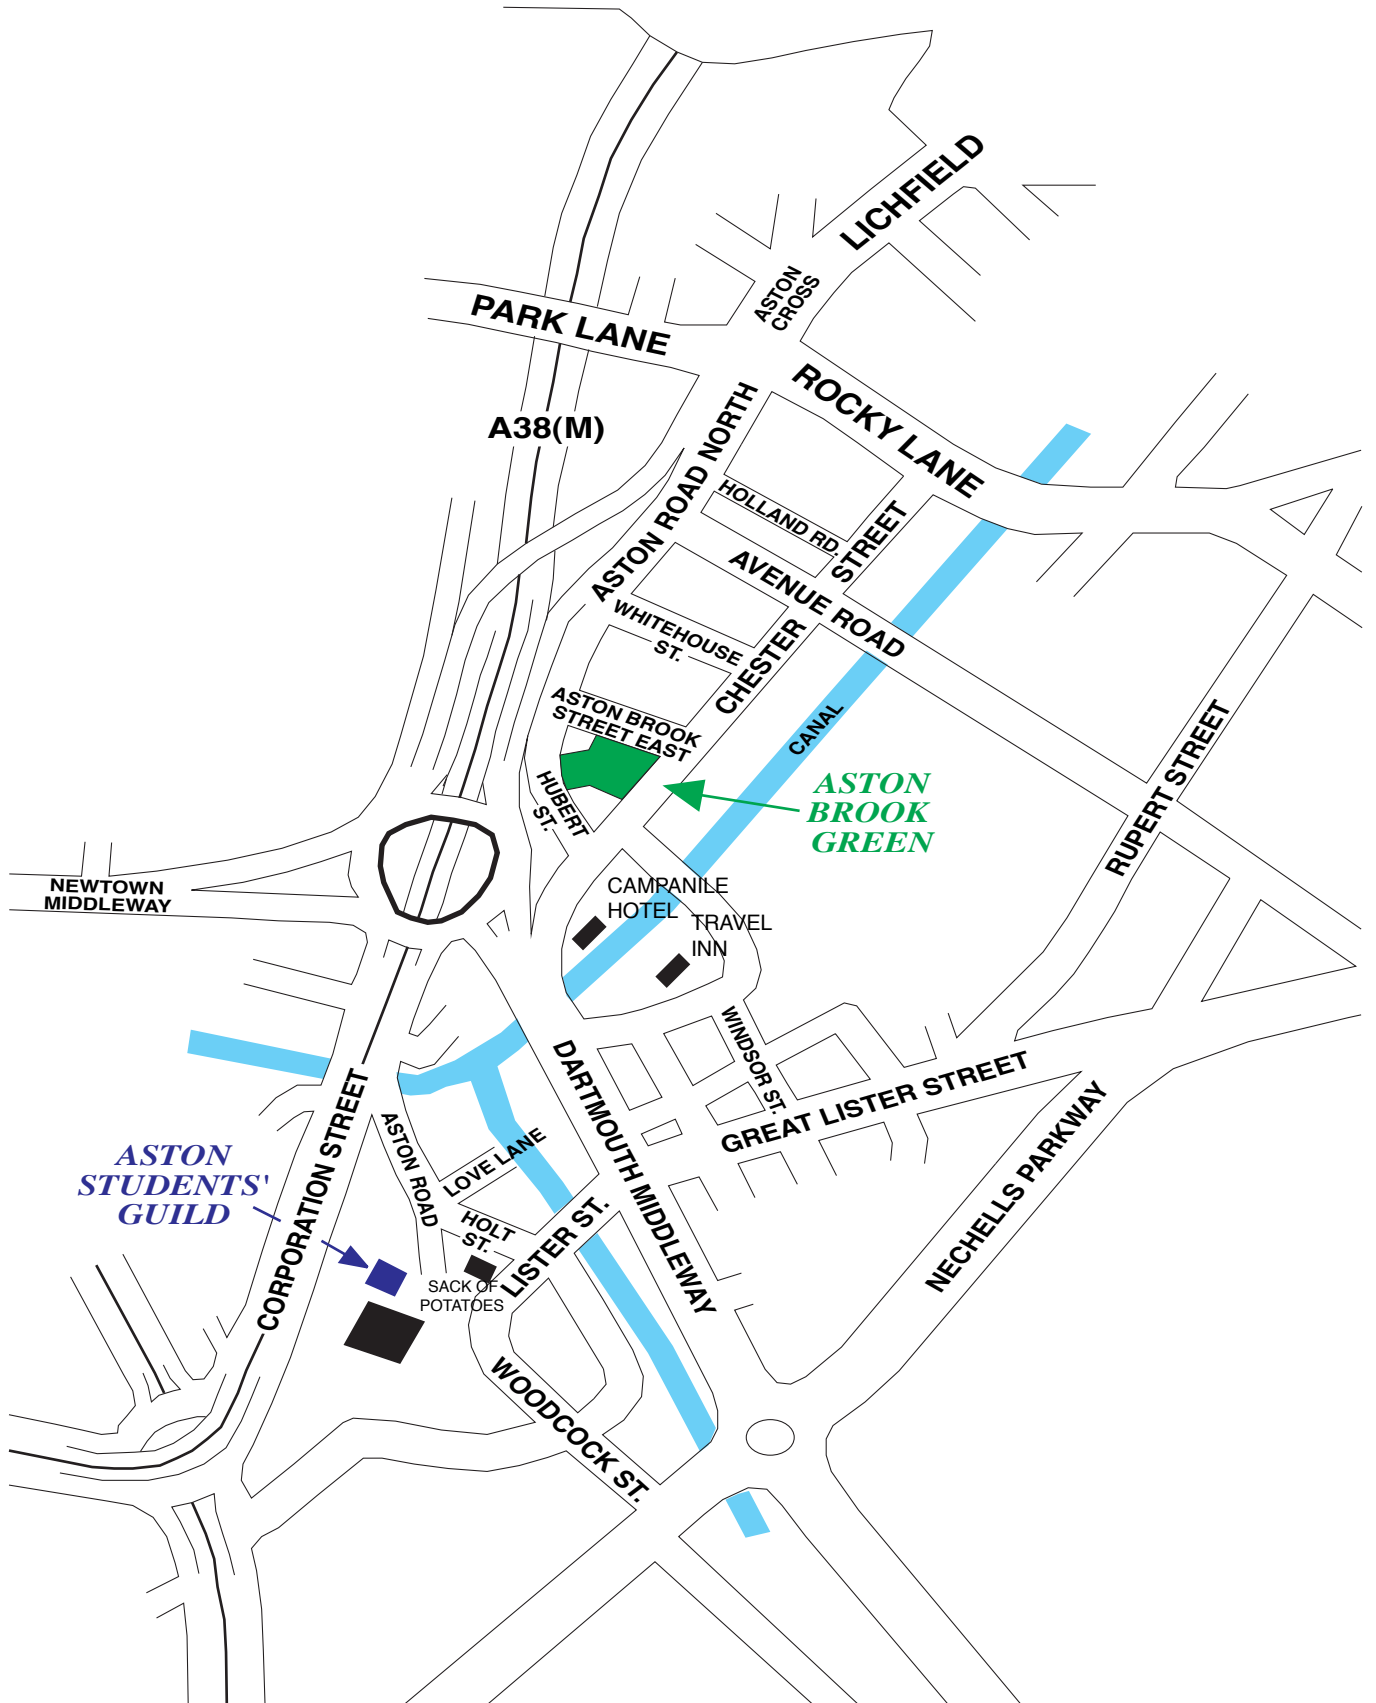 LICHFIELD
ASTON
CROSS
PARK LANE
ROCKY LANE
A38(M)
ASTON ROAD NORTH
HOLLAND RD.
STREET
AVENUE ROAD
WHITEHOUSE
ST.
CHESTER
ASTON BROOK
STREET EAST
CANAL
RUPERT STREET
HUBERT
ST.
ASTON
BROOK
GREEN
NEWTOWN
MIDDLEWAY
CAMPANILE
HOTEL
TRAVEL
INN
WINDSOR ST.
DARTMOUTH MIDDLEWAY
GREAT LISTER STREET
NECHELLS PARKWAY
CORPORATION STREET
ASTON ROAD
LOVE LANE
ASTON
STUDENTS'
GUILD
HOLT
ST.
LISTER ST.
SACK OF
POTATOES
WOODCOCK ST.